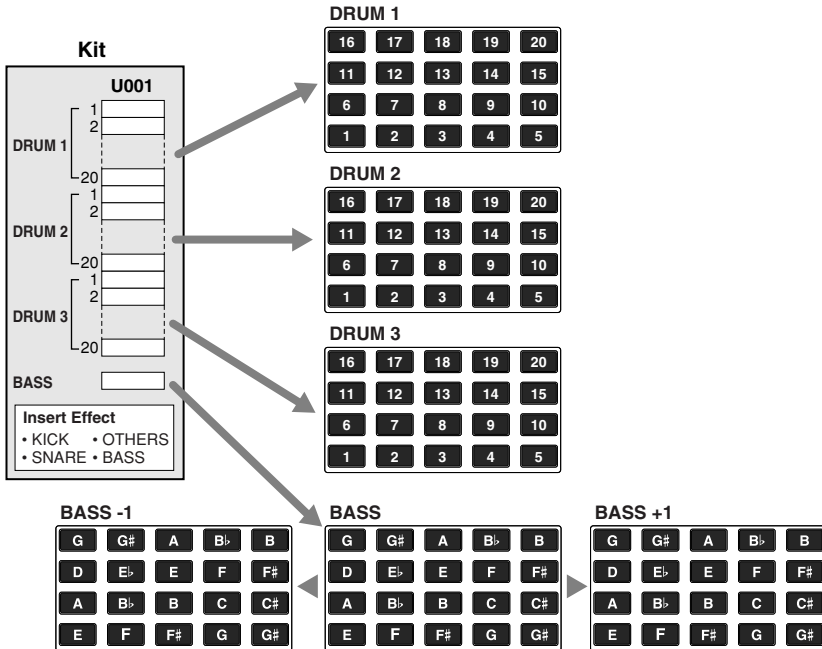 Kit
U001
DRUM 1
1
2
20
DRUM 2
1
2
20
DRUM 3
1
2
20
BASS
Insert Effect
• KICK • OTHERS
• SNARE • BASS
DRUM 1
16 17 18 19 20
11 12 13 14 15
6 7 8 9 10
1 2 3 4 5
DRUM 2
16 17 18 19 20
11 12 13 14 15
6 7 8 9 10
1 2 3 4 5
DRUM 3
16 17 18 19 20
11 12 13 14 15
6 7 8 9 10
1 2 3 4 5
BASS -1
G G♯ A B♭ B
D E♭ E F F♯
A B♭ B C C♯
E F F♯ G G♯
BASS
G G♯ A B♭ B
D E♭ E F F♯
A B♭ B C C♯
E F F♯ G G♯
BASS +1
G G♯ A B♭ B
D E♭ E F F♯
A B♭ B C C♯
E F F♯ G G♯